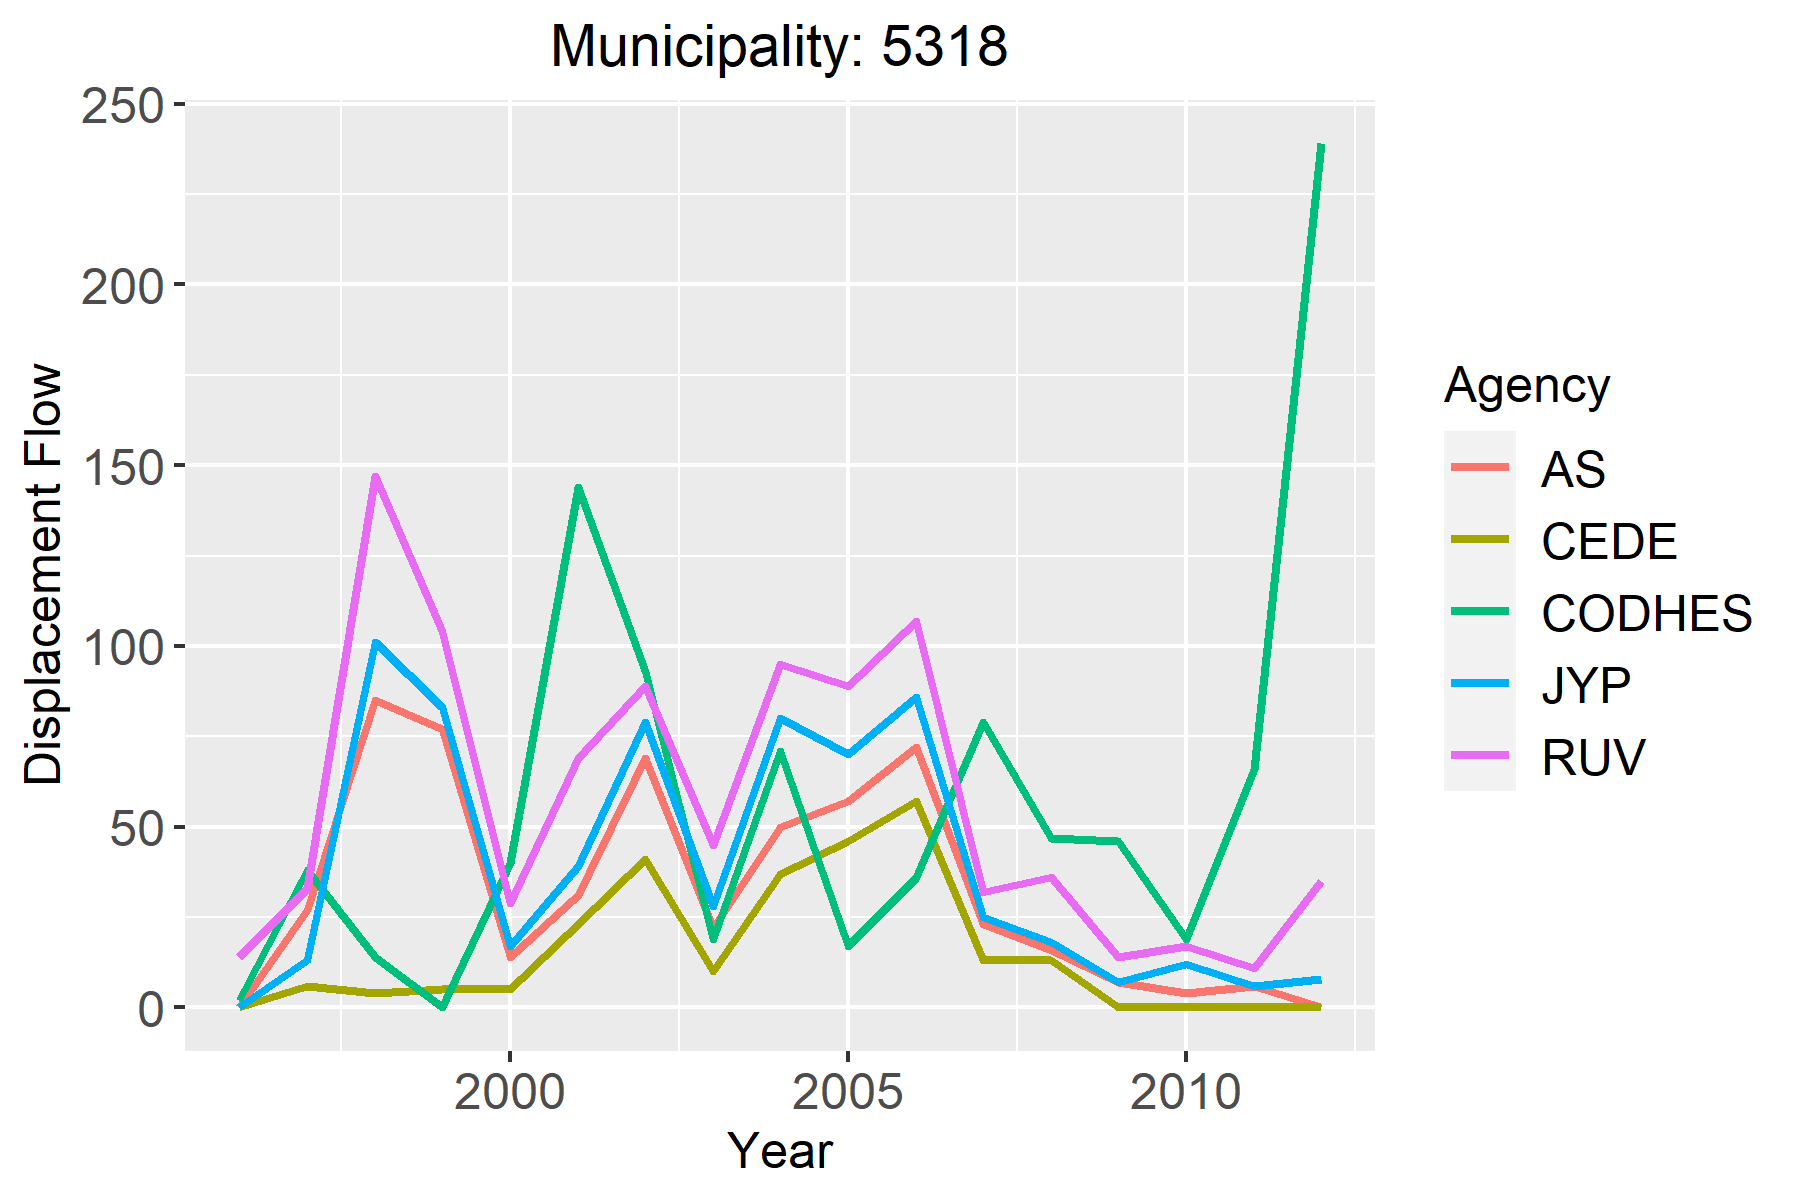 Municipality: 5318
250
200
150
100
50
0
Displacement Flow
2000 2005 2010
Year
Agency
AS
CEDE
CODHES
JYP
RUV